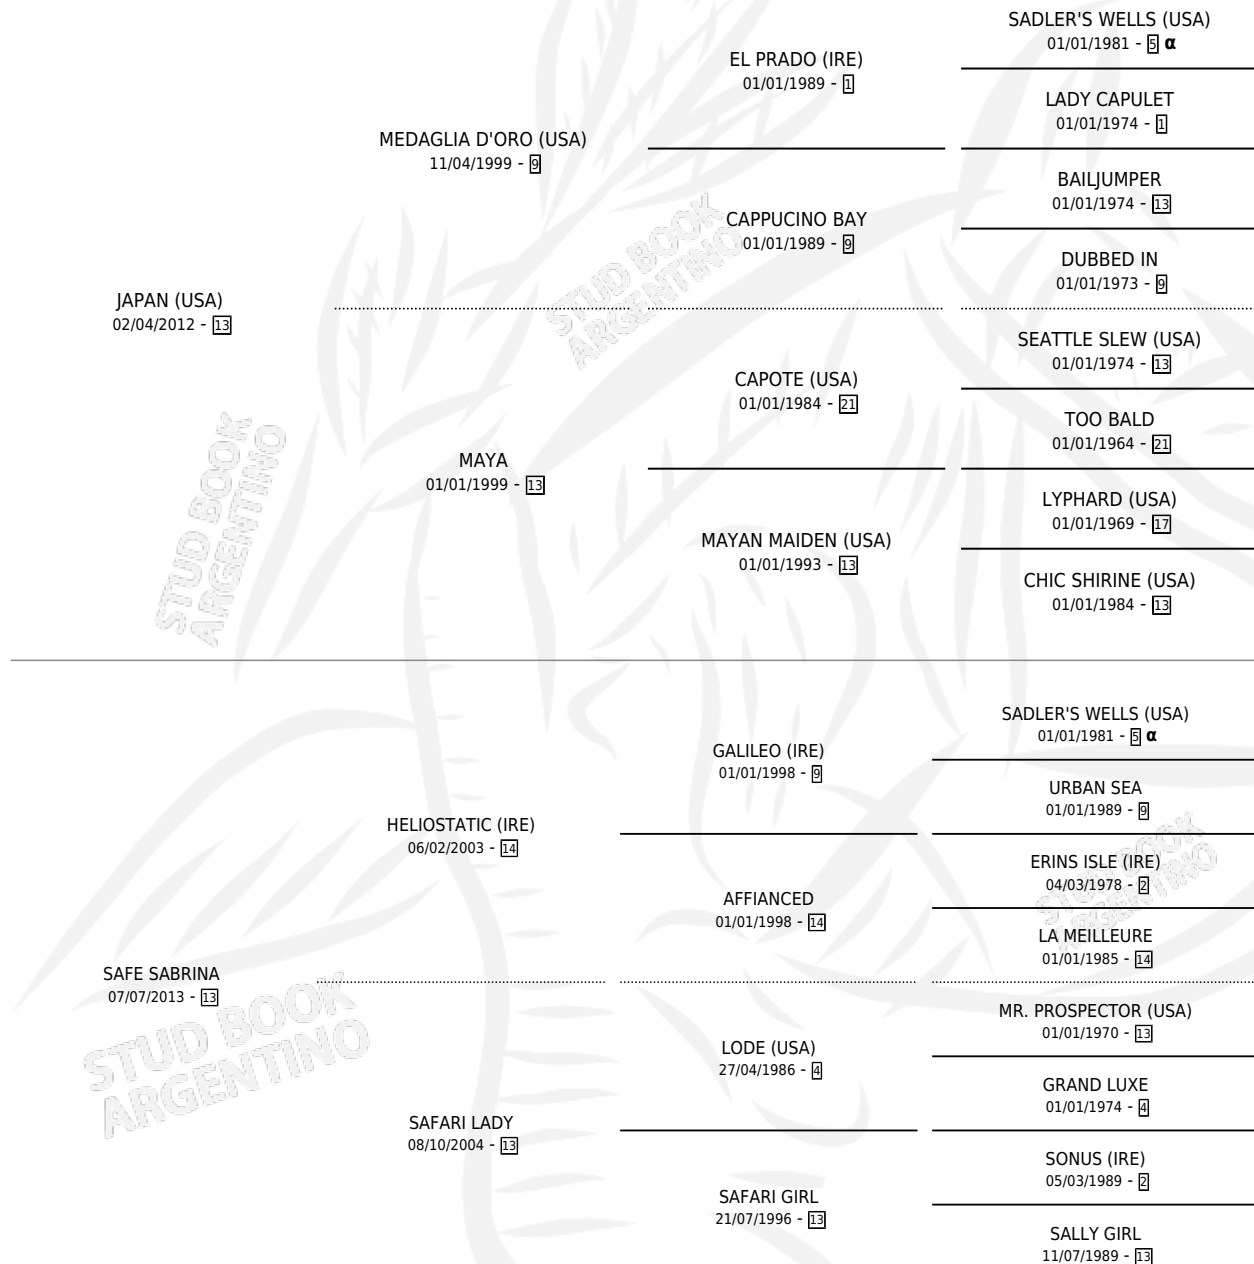 SADLER'S WELLS (USA)
01/01/1981 - 5 α
EL PRADO (IRE)
01/01/1989 - 1
LADY CAPULET
01/01/1974 - 1
MEDAGLIA D'ORO (USA)
11/04/1999 - 9
BAILJUMPER
01/01/1974 - 13
CAPPUCINO BAY
01/01/1989 - 9
DUBBED IN
01/01/1973 - 9
STUD BOOK
ARGENTINO
JAPAN (USA)
02/04/2012 - 13
SEATTLE SLEW (USA)
01/01/1974 - 13
CAPOTE (USA)
01/01/1984 - 21
TOO BALD
01/01/1964 - 21
MAYA
01/01/1999 - 13
LYPHARD (USA)
01/01/1969 - 17
MAYAN MAIDEN (USA)
01/01/1993 - 13
CHIC SHIRINE (USA)
01/01/1984 - 13
STUD BOOK
ARGENTINO
SADLER'S WELLS (USA)
01/01/1981 - 5 α
GALILEO (IRE)
01/01/1998 - 9
URBAN SEA
01/01/1989 - 9
HELIOSTATIC (IRE)
06/02/2003 - 14
ERINS ISLE (IRE)
04/03/1978 - 2
AFFIANCED
01/01/1998 - 14
LA MEILLEURE
01/01/1985 - 14
STUD BOOK
ARGENTINO
SAFE SABRINA
07/07/2013 - 13
MR. PROSPECTOR (USA)
01/01/1970 - 13
LODE (USA)
27/04/1986 - 4
GRAND LUXE
01/01/1974 - 4
SAFARI LADY
08/10/2004 - 13
SONUS (IRE)
05/03/1989 - 2
SAFARI GIRL
21/07/1996 - 13
SALLY GIRL
11/07/1989 - 13
STUD BOOK
ARGENTINO